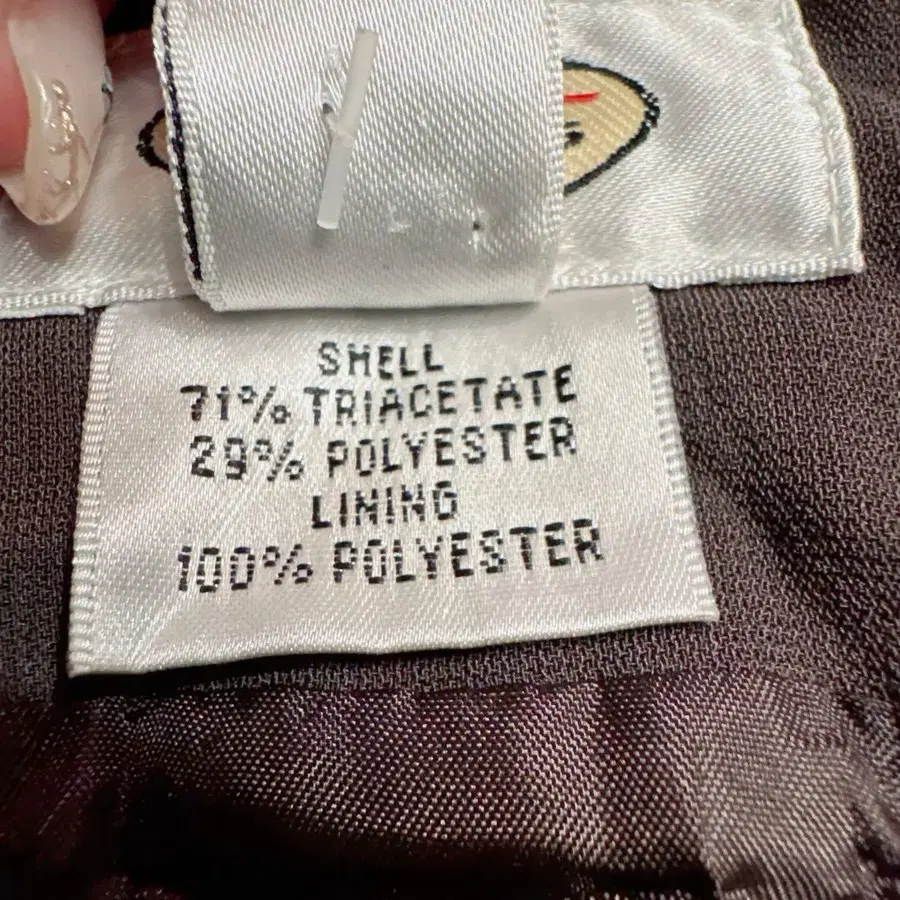 SHELL
71% TRIACETATE
29% POLYESTER
LINING
100% POLYESTER